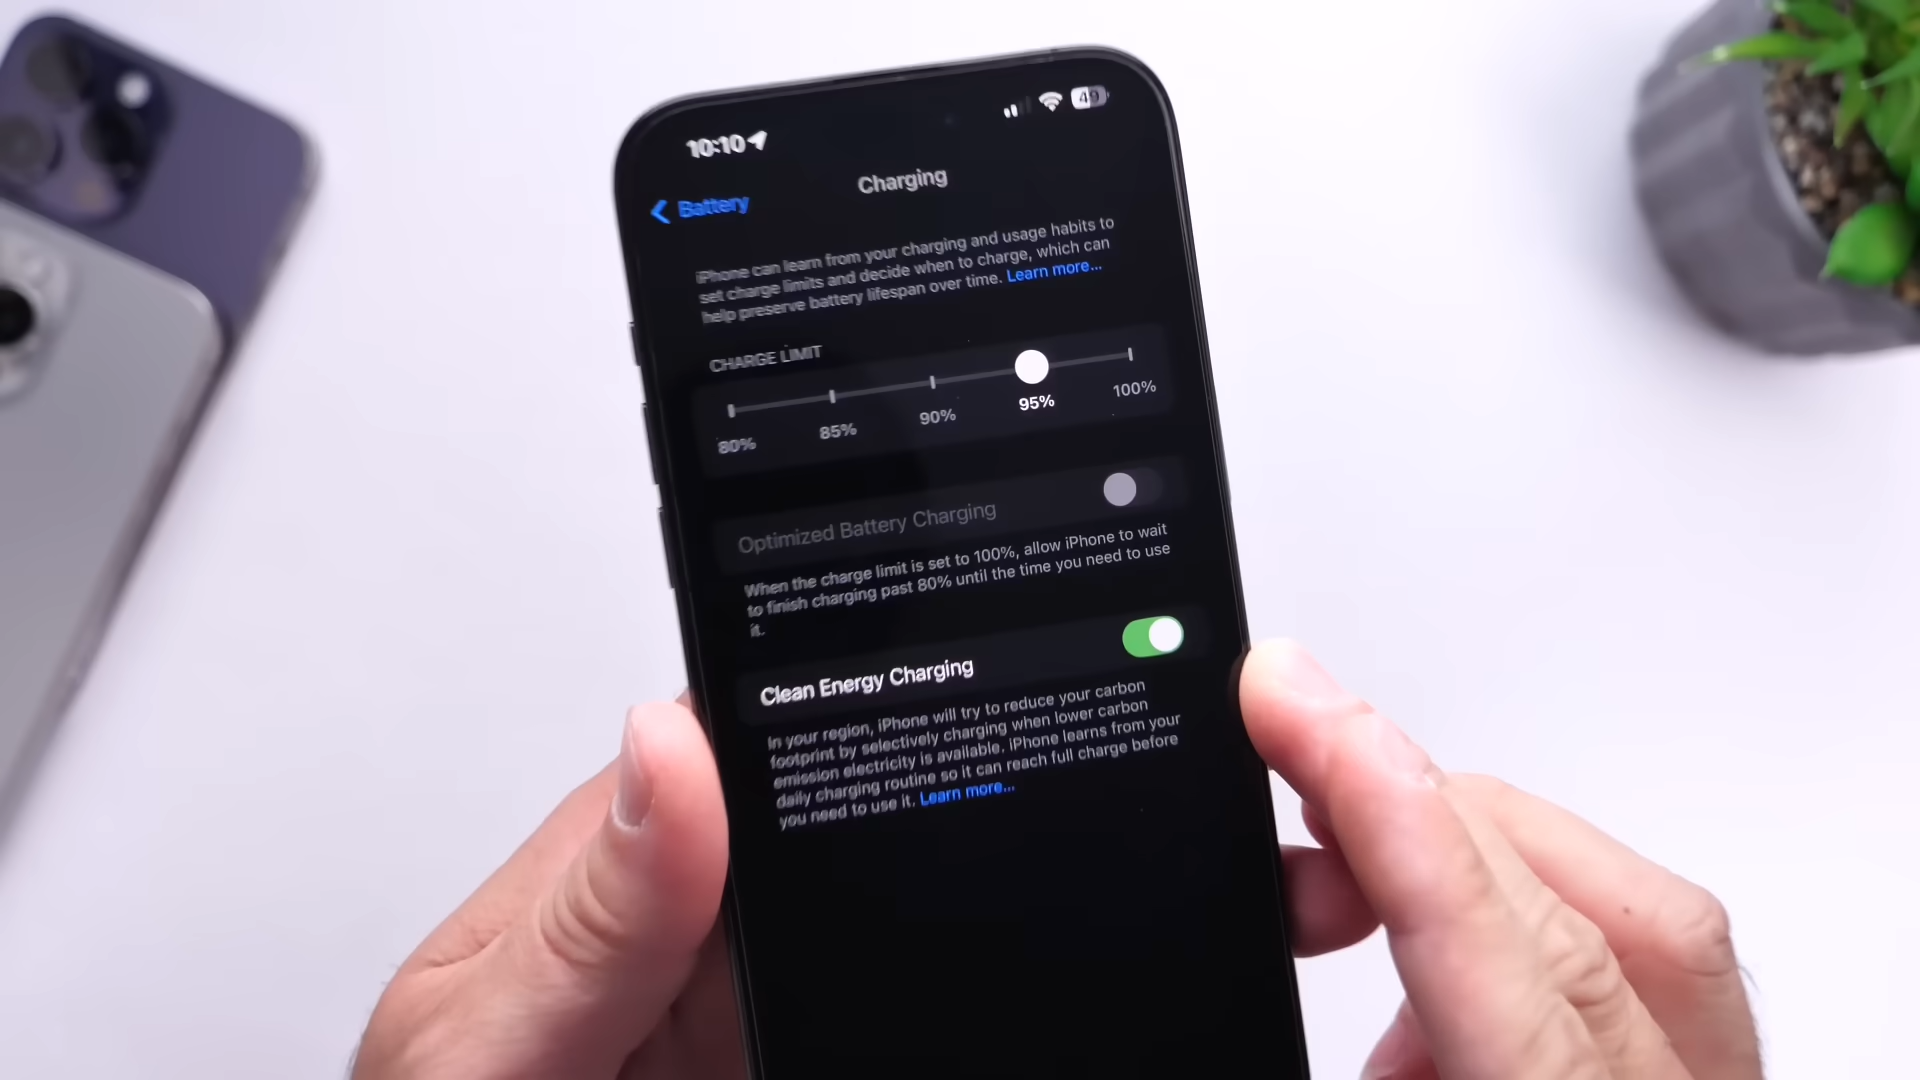 10:10
49
Battery
Charging
iPhone can learn from your charging and usage habits to
set charge limits and decide when to charge, which can
help preserve battery lifespan over time. Learn more...
CHARGE LIMIT
80%
85%
90%
95%
100%
Optimized Battery Charging
When the charge limit is set to 100%, allow iPhone to wait
to finish charging past 80% until the time you need to use
it.
Clean Energy Charging
In your region, iPhone will try to reduce your carbon
footprint by selectively charging when lower carbon
emission electricity is available. iPhone learns from your
daily charging routine so it can reach full charge before
you need to use it. Learn more...